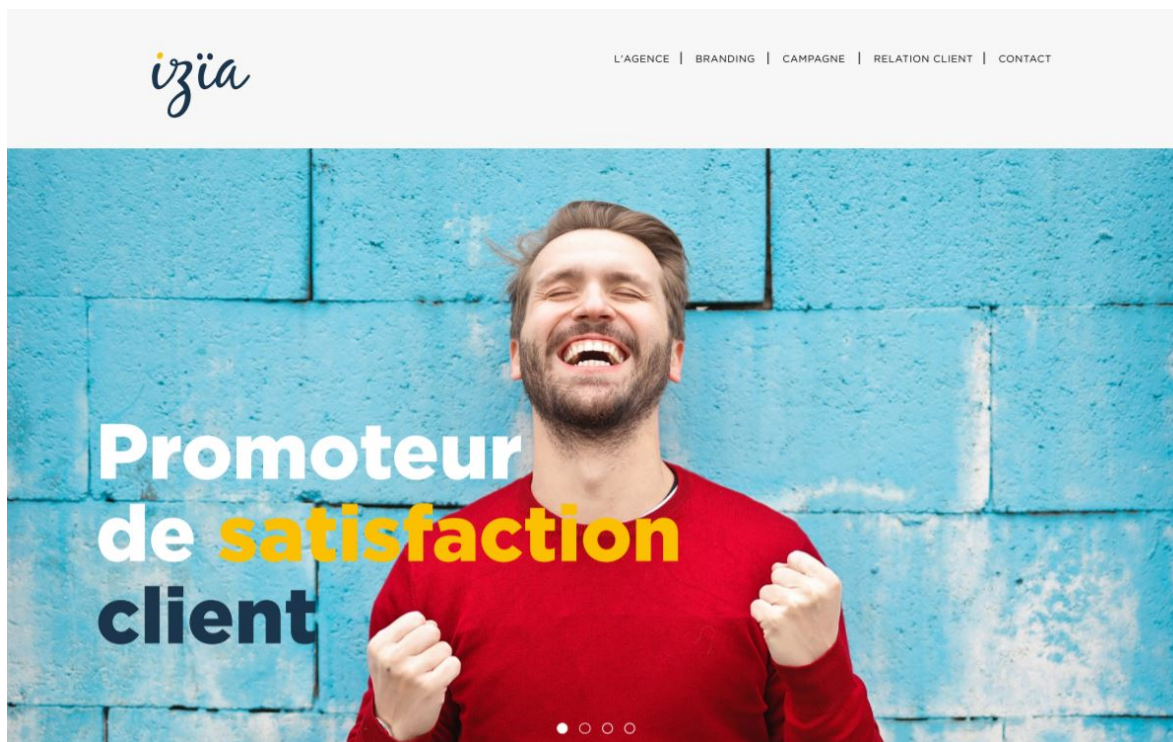 izïa
L'AGENCE | BRANDING | CAMPAGNE | RELATION CLIENT | CONTACT
Promoteur
de satisfaction
client